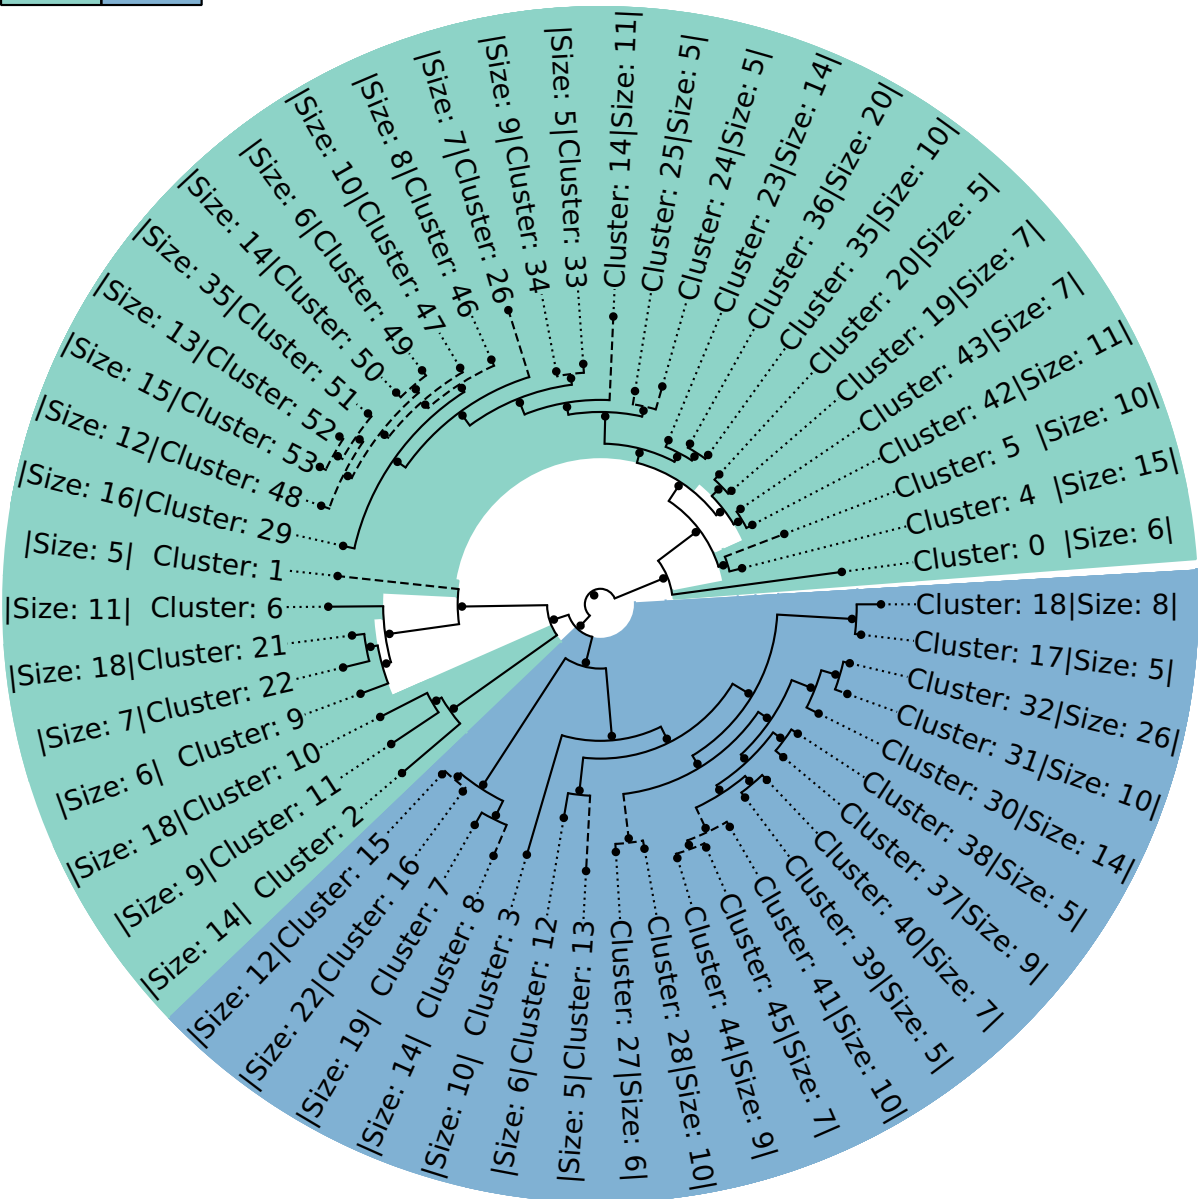 Cluster: 0 |Size: 6|
Cluster: 4 |Size: 15|
Cluster: 5 |Size: 10|
Cluster: 42|Size: 11|
Cluster: 43|Size: 7|
Cluster: 19|Size: 7|
Cluster: 20|Size: 5|
Cluster: 35|Size: 10|
Cluster: 36|Size: 20|
Cluster: 23|Size: 14|
Cluster: 24|Size: 5|
Cluster: 25|Size: 5|
Cluster: 14|Size: 11|
|Size: 5|Cluster: 33
|Size: 9|Cluster: 34
|Size: 7|Cluster: 26
|Size: 8|Cluster: 46
|Size: 10|Cluster: 47
|Size: 6|Cluster: 49
|Size: 14|Cluster: 50
|Size: 35|Cluster: 51
|Size: 13|Cluster: 52
|Size: 15|Cluster: 53
|Size: 12|Cluster: 48
|Size: 16|Cluster: 29
|Size: 5| Cluster: 1
|Size: 11| Cluster: 6
|Size: 18|Cluster: 21
|Size: 7|Cluster: 22
|Size: 6| Cluster: 9
|Size: 18|Cluster: 10
|Size: 9|Cluster: 11
|Size: 14| Cluster: 2
|Size: 12|Cluster: 15
|Size: 22|Cluster: 16
|Size: 19| Cluster: 7
|Size: 14| Cluster: 8
|Size: 10| Cluster: 3
|Size: 6|Cluster: 12
|Size: 5|Cluster: 13
Cluster: 27|Size: 6|
Cluster: 28|Size: 10|
Cluster: 44|Size: 9|
Cluster: 45|Size: 7|
Cluster: 41|Size: 10|
Cluster: 39|Size: 5|
Cluster: 40|Size: 7|
Cluster: 37|Size: 9|
Cluster: 38|Size: 5|
Cluster: 30|Size: 14|
Cluster: 31|Size: 10|
Cluster: 32|Size: 26|
Cluster: 17|Size: 5|
Cluster: 18|Size: 8|